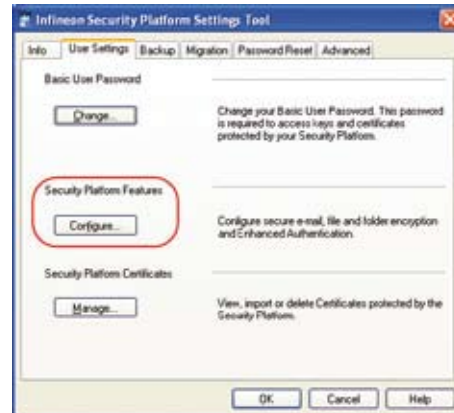 Infineon Security Platform Settings Tool
Info User Settings Backup Migration Password Reset Advanced
Basic User Password
Change...
Change your Basic User Password. This password
is required to access keys and certificates
protected by your Security Platform.
Security Platform Features
Configure...
Configure secure e-mail, file and folder encryption
and Enhanced Authentication.
Security Platform Certificates
Manage...
View, import or delete Certificates protected by the
Security Platform.
OK Cancel Help